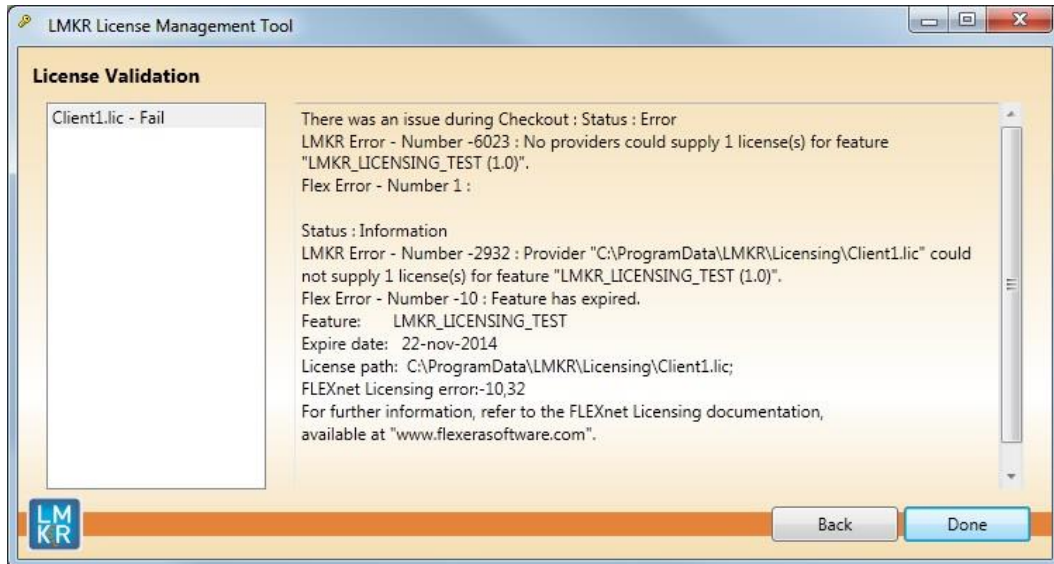 LMKR License Management Tool
License Validation
Client1.lic - Fail
There was an issue during Checkout : Status : Error
LMKR Error - Number -6023 : No providers could supply 1 license(s) for feature
"LMKR_LICENSING_TEST (1.0)".
Flex Error - Number 1 :
Status : Information
LMKR Error - Number -2932 : Provider "C:\ProgramData\LMKR\Licensing\Client1.lic" could
not supply 1 license(s) for feature "LMKR_LICENSING_TEST (1.0)".
Flex Error - Number -10 : Feature has expired.
Feature: LMKR_LICENSING_TEST
Expire date: 22-nov-2014
License path: C:\ProgramData\LMKR\Licensing\Client1.lic;
FLEXnet Licensing error:-10,32
For further information, refer to the FLEXnet Licensing documentation,
available at "www.flexerasoftware.com".
LM
KR
Back
Done